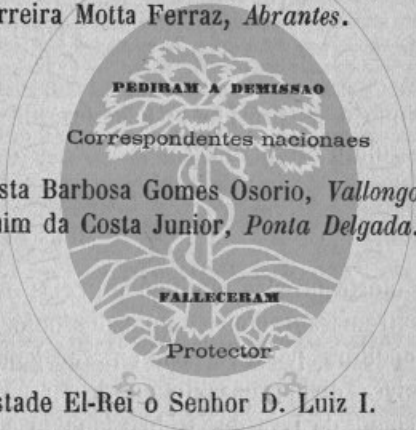 rreira Motta Ferraz, Abrantes.
PEDIRAM A DEMISSAO
Correspondentes nacionaes
sta Barbosa Gomes Osorio, Vallongo
im da Costa Junior, Ponta Delgada.
FALLECERAM
Protector
stade El-Rei o Senhor D. Luiz I.